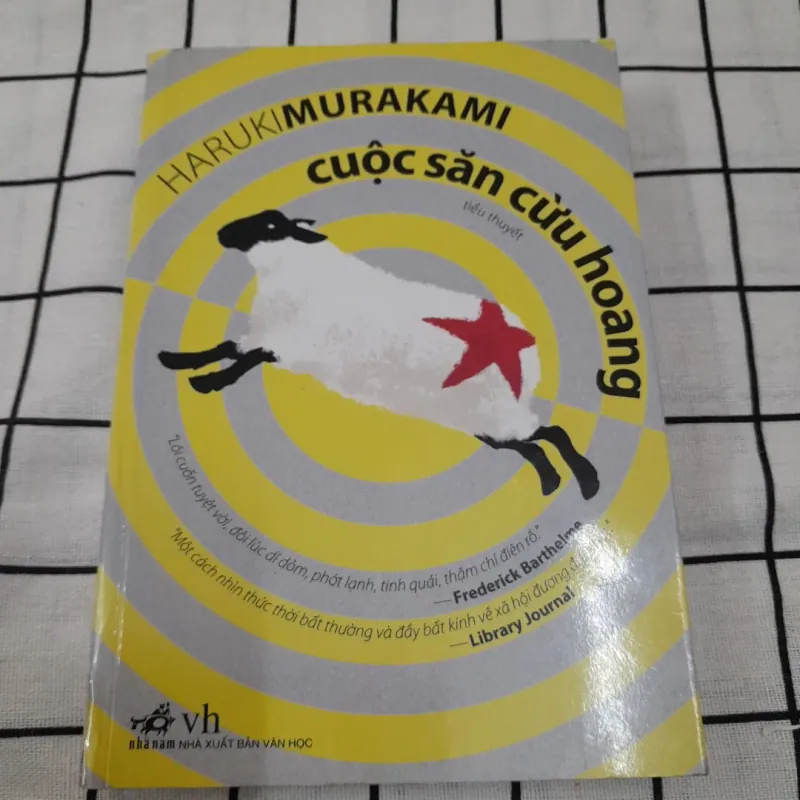 HARUKIMURAKAMI
cuộc săn cừu hoang
tiểu thuyết
"Lôi cuốn tuyệt vời, đôi lúc dí dỏm, phớt lạnh, tinh quái, thậm chí điên rồ."
—Frederick Barthelme
"Một cách nhìn thức thời bất thường và đầy bất kính về xã hội đương
—Library Journal
vh
nhã nam NHÀ XUẤT BẢN VĂN HỌC